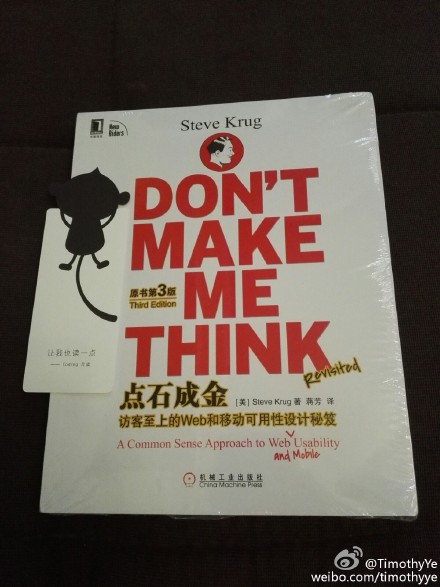 New
Riders
Steve Krug
DON'T
MAKE
ME
THINK
原书第3版
Third Edition
Revisited
点石成金
[美] Steve Krug 著 蒋芳 译
访客至上的Web和移动可用性设计秘笈
A Common Sense Approach to Web Usability
and Mobile
机械工业出版社
China Machine Press
让我也读一点
@TimothyYe
weibo.com/timothyye